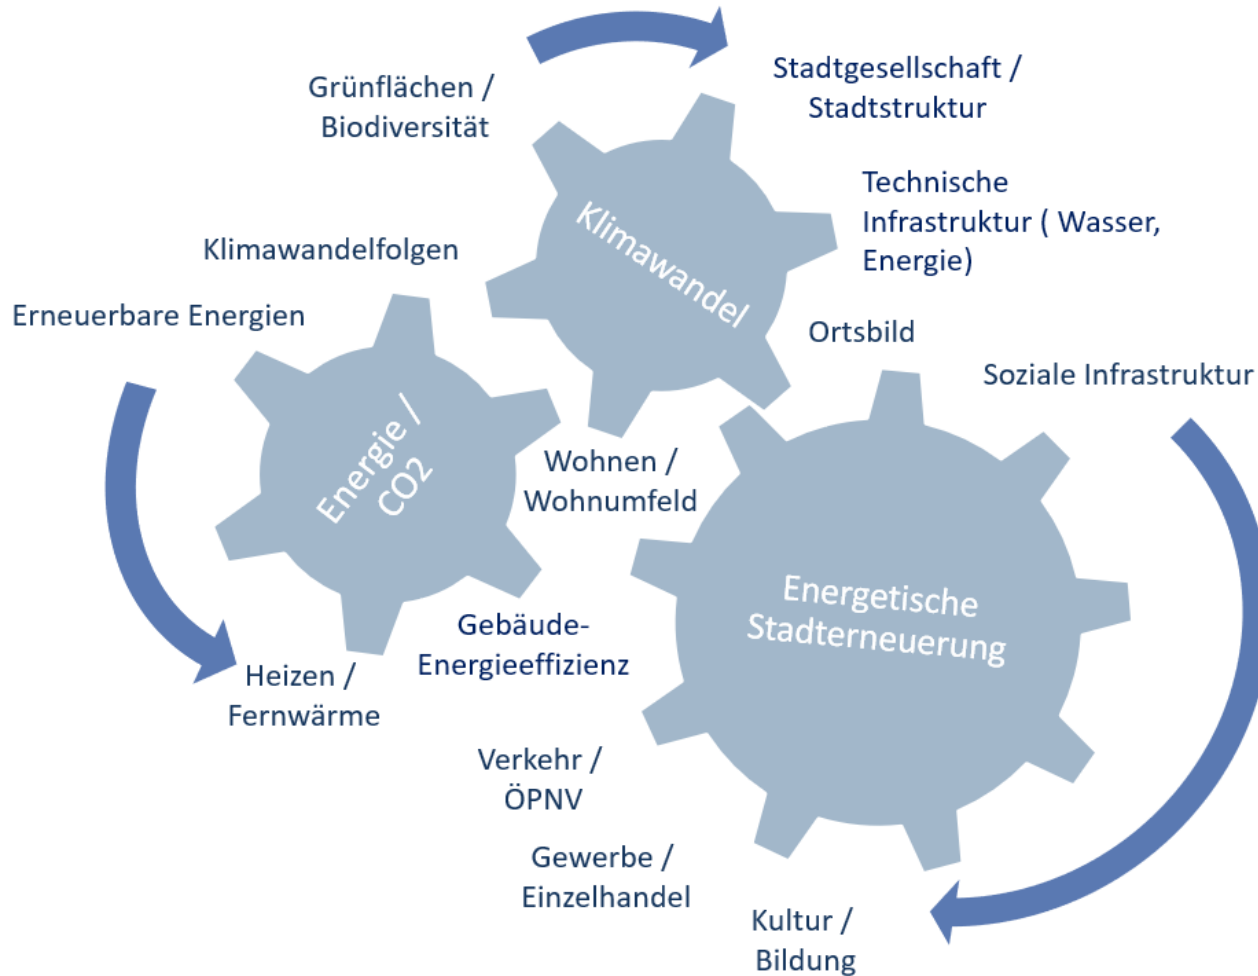 Grünflächen /
Biodiversität
Stadtgesellschaft /
Stadtstruktur
Technische
Infrastruktur ( Wasser,
Energie)
Klimawandel
Klimawandelfolgen
Erneuerbare Energien
Ortsbild
Soziale Infrastruktur
Energie /
CO2
Wohnen /
Wohnumfeld
Energetische
Stadterneuerung
Gebäude-
Energieeffizienz
Heizen /
Fernwärme
Verkehr /
ÖPNV
Gewerbe /
Einzelhandel
Kultur /
Bildung